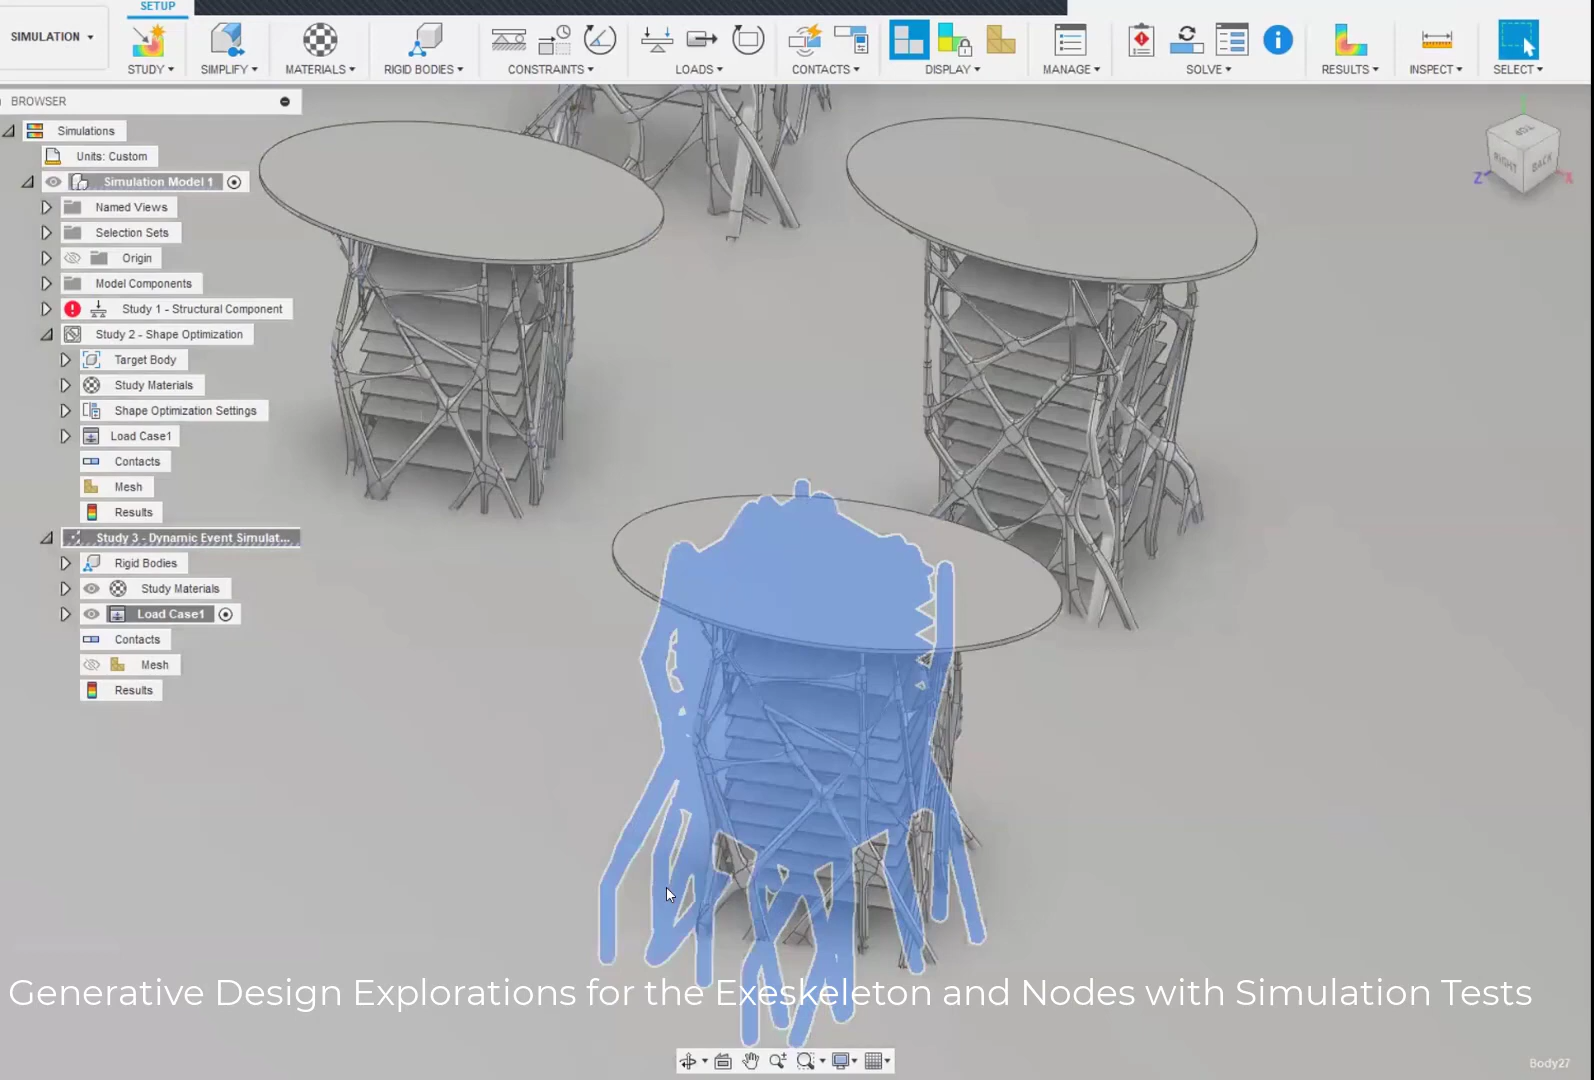 SETUP
SIMULATION
STUDY
SIMPLIFY
MATERIALS
RIGID BODIES
CONSTRAINTS
LOADS
CONTACTS
DISPLAY
MANAGE
SOLVE
RESULTS
INSPECT
SELECT
BROWSER
Simulations
Units: Custom
Simulation Model 1
Named Views
Selection Sets
Origin
Model Components
Study 1 - Structural Component
Study 2 - Shape Optimization
Target Body
Study Materials
Shape Optimization Settings
Load Case1
Contacts
Mesh
Results
Study 3 - Dynamic Event Simulat...
Rigid Bodies
Study Materials
Load Case1
Contacts
Mesh
Results
TOP
RIGHT
BACK
Z
X
Generative Design Explorations for the Exeskeleton and Nodes with Simulation Tests
Body27